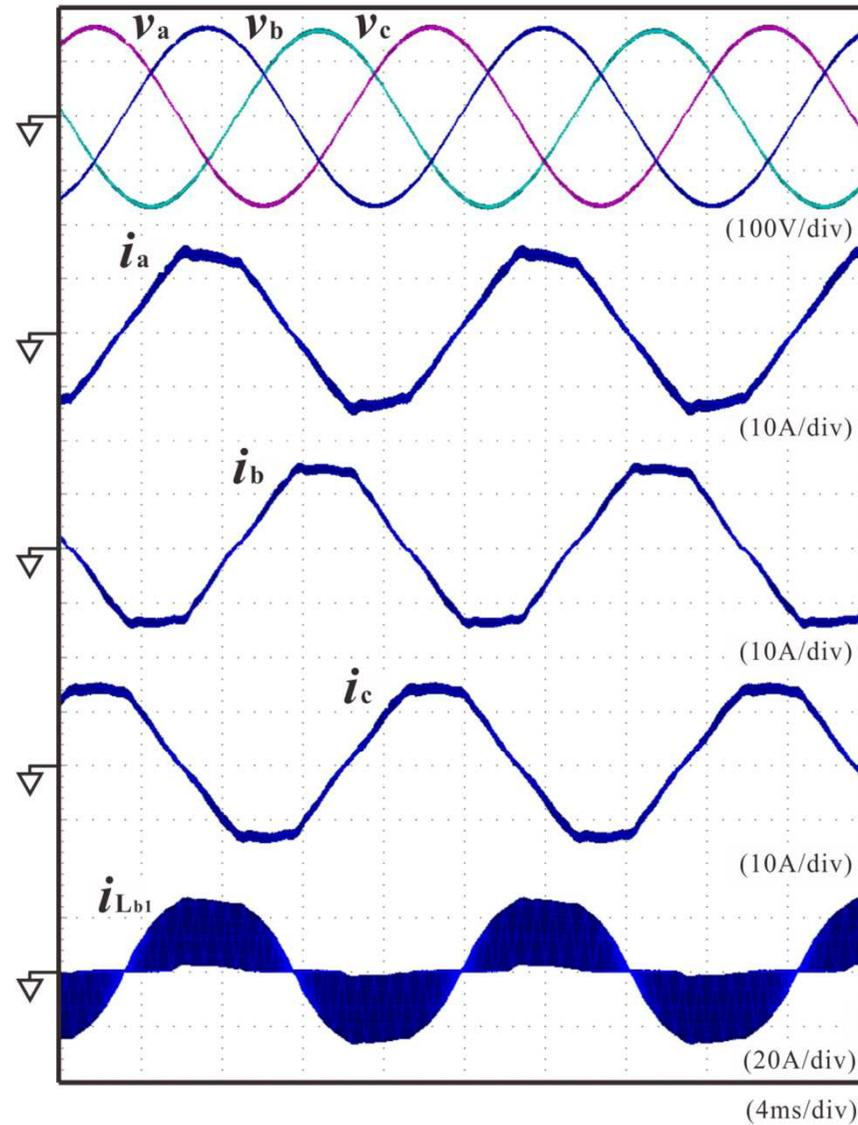 va vb vc
(100V/div)
ia
(10A/div)
ib
(10A/div)
ic
(10A/div)
iLb1
(20A/div)
(4ms/div)